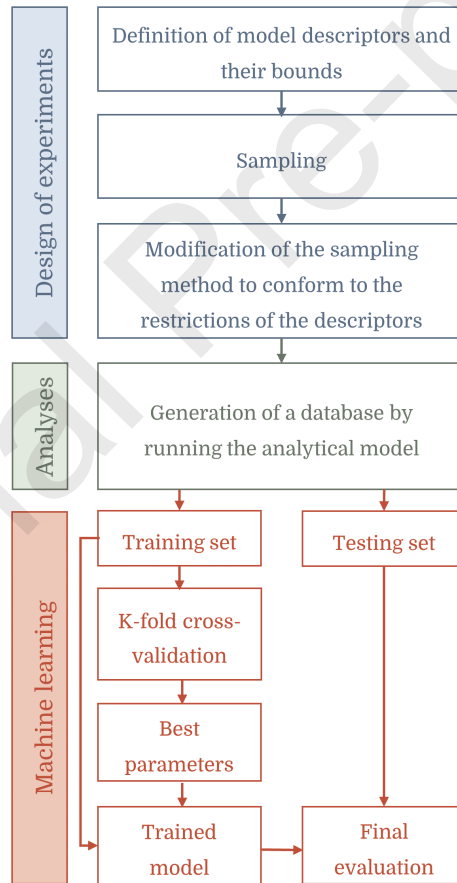 Design of experiments
Definition of model descriptors and
their bounds
Sampling
Modification of the sampling
method to conform to the
restrictions of the descriptors
Analyses
Generation of a database by
running the analytical model
Machine learning
Training set
Testing set
K-fold cross-
validation
Best
parameters
Trained
model
Final
evaluation